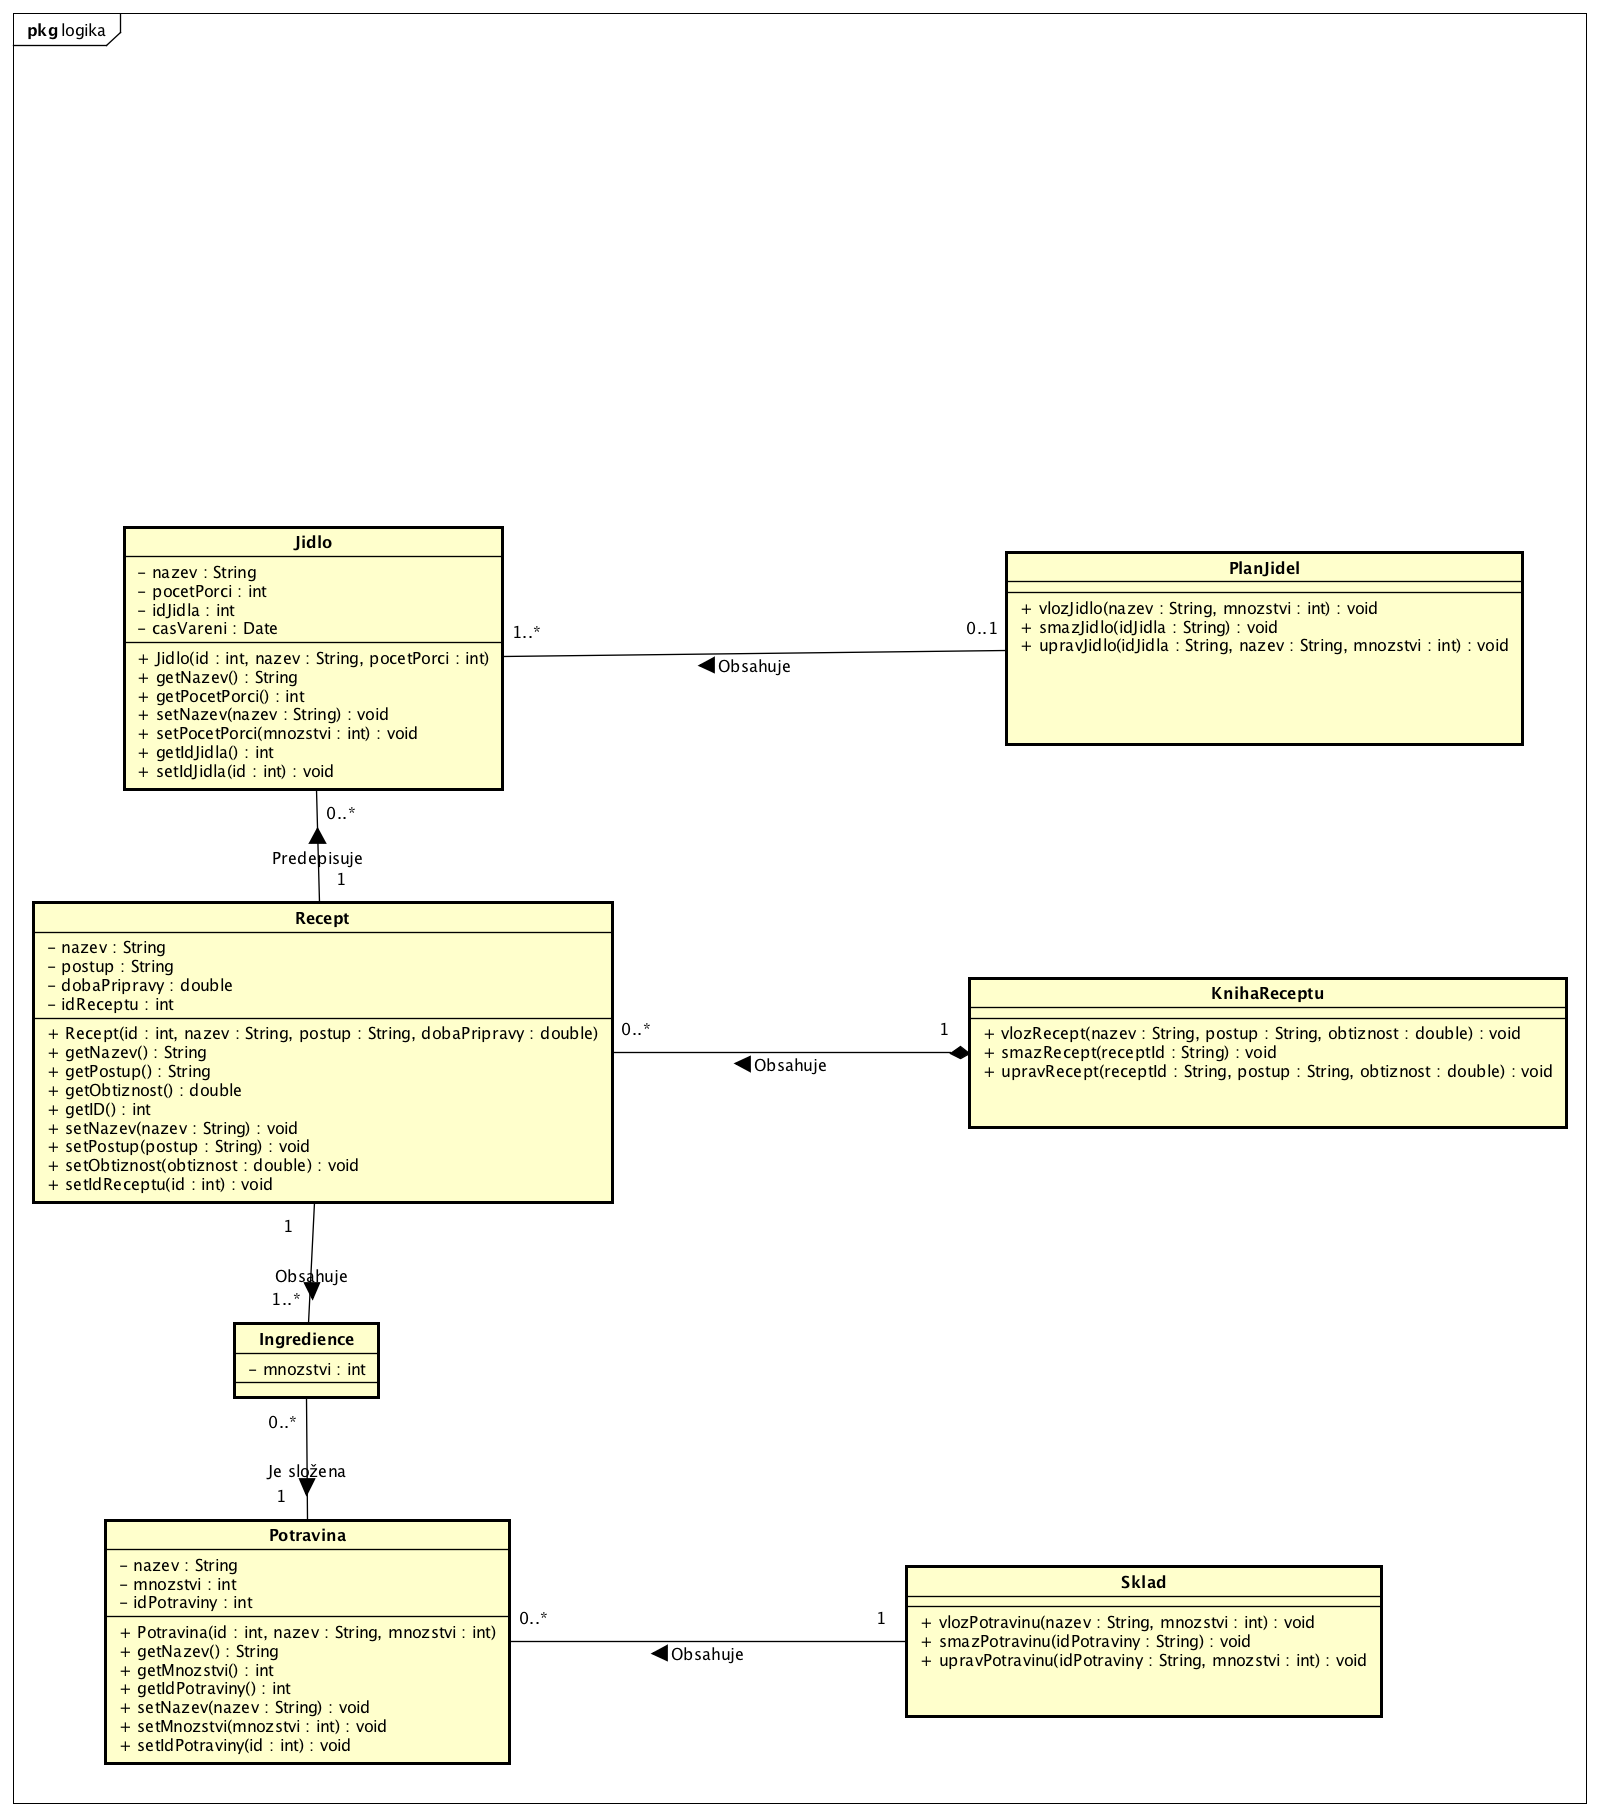 pkg logika
Jidlo
– nazev : String
– pocetPorci : int
– idJidla : int
– casVareni : Date
+ Jidlo(id : int, nazev : String, pocetPorci : int)
+ getNazev() : String
+ getPocetPorci() : int
+ setNazev(nazev : String) : void
+ setPocetPorci(mnozstvi : int) : void
+ getIdJidla() : int
+ setIdJidla(id : int) : void
1..*
0..1
Obsahuje
PlanJidel
+ vlozJidlo(nazev : String, mnozstvi : int) : void
+ smazJidlo(idJidla : String) : void
+ upravJidlo(idJidla : String, nazev : String, mnozstvi : int) : void
0..*
Predepisuje
1
Recept
– nazev : String
– postup : String
– dobaPripravy : double
– idReceptu : int
+ Recept(id : int, nazev : String, postup : String, dobaPripravy : double)
+ getNazev() : String
+ getPostup() : String
+ getObtiznost() : double
+ getID() : int
+ setNazev(nazev : String) : void
+ setPostup(postup : String) : void
+ setObtiznost(obtiznost : double) : void
+ setIdReceptu(id : int) : void
0..*
1
Obsahuje
KnihaReceptu
+ vlozRecept(nazev : String, postup : String, obtiznost : double) : void
+ smazRecept(receptId : String) : void
+ upravRecept(receptId : String, postup : String, obtiznost : double) : void
1
Obsahuje
1..*
Ingredience
– mnozstvi : int
0..*
Je složena
1
Potravina
– nazev : String
– mnozstvi : int
– idPotraviny : int
+ Potravina(id : int, nazev : String, mnozstvi : int)
+ getNazev() : String
+ getMnozstvi() : int
+ getIdPotraviny() : int
+ setNazev(nazev : String) : void
+ setMnozstvi(mnozstvi : int) : void
+ setIdPotraviny(id : int) : void
0..*
1
Obsahuje
Sklad
+ vlozPotravinu(nazev : String, mnozstvi : int) : void
+ smazPotravinu(idPotraviny : String) : void
+ upravPotravinu(idPotraviny : String, mnozstvi : int) : void